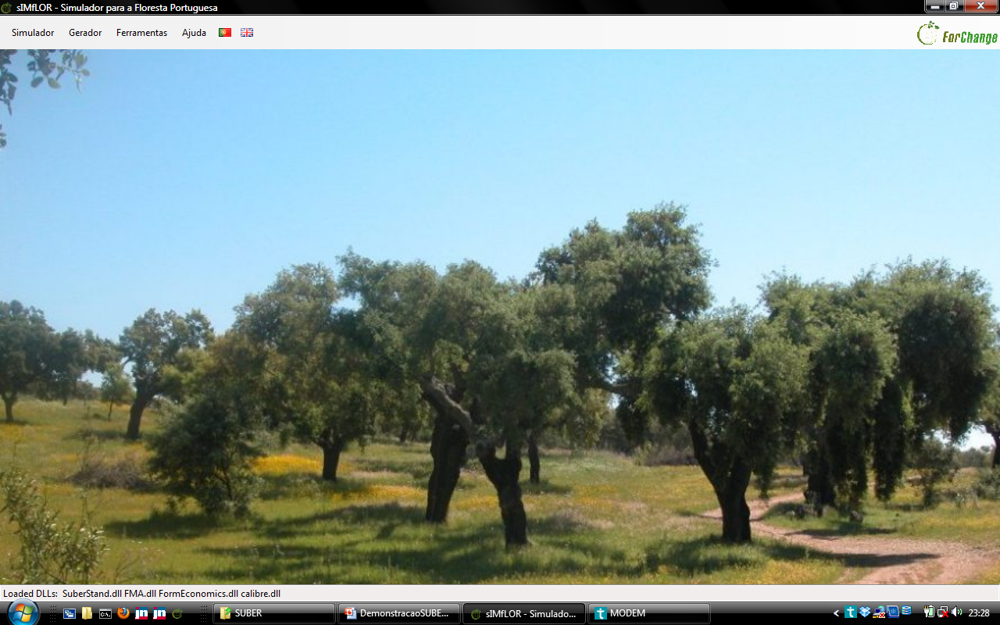 sIMfLOR - Simulador para a Floresta Portuguesa
Simulador Gerador Ferramentas Ajuda
ForChange
Loaded DLLs: SuberStand.dll FMA.dll FormEconomics.dll calibre.dll
SUBER DemonstracaoSUBE... sIMfLOR - Simulado... MODEM 23:28